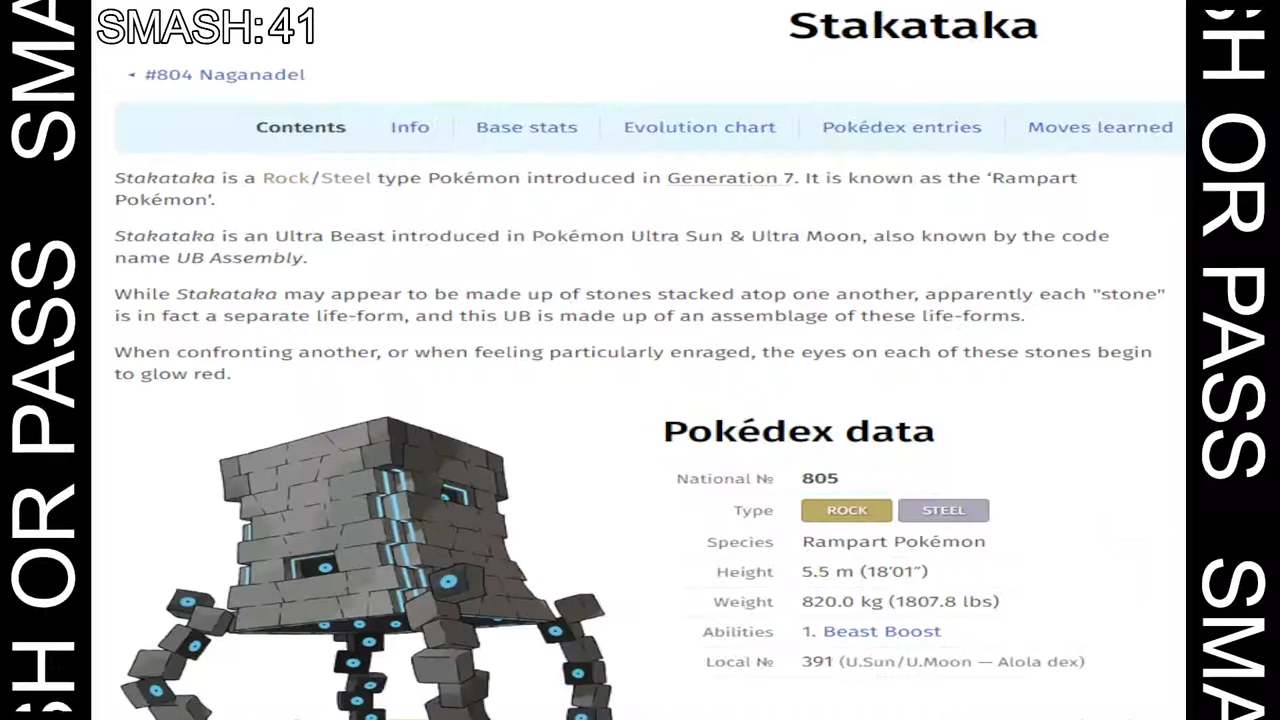 SMASH:41
Stakataka
#804 Naganadel
Contents Info Base stats Evolution chart Pokédex entries Moves learned
Stakataka is a Rock/Steel type Pokémon introduced in Generation 7. It is known as the ‘Rampart
Pokémon’.
Stakataka is an Ultra Beast introduced in Pokémon Ultra Sun & Ultra Moon, also known by the code
name UB Assembly.
While Stakataka may appear to be made up of stones stacked atop one another, apparently each "stone"
is in fact a separate life-form, and this UB is made up of an assemblage of these life-forms.
When confronting another, or when feeling particularly enraged, the eyes on each of these stones begin
to glow red.
Pokédex data
National № 805
Type ROCK STEEL
Species Rampart Pokémon
Height 5.5 m (18′01″)
Weight 820.0 kg (1807.8 lbs)
Abilities 1. Beast Boost
Local № 391 (U.Sun/U.Moon — Alola dex)
SH OR PASS SMA
SH OR PASS SMA